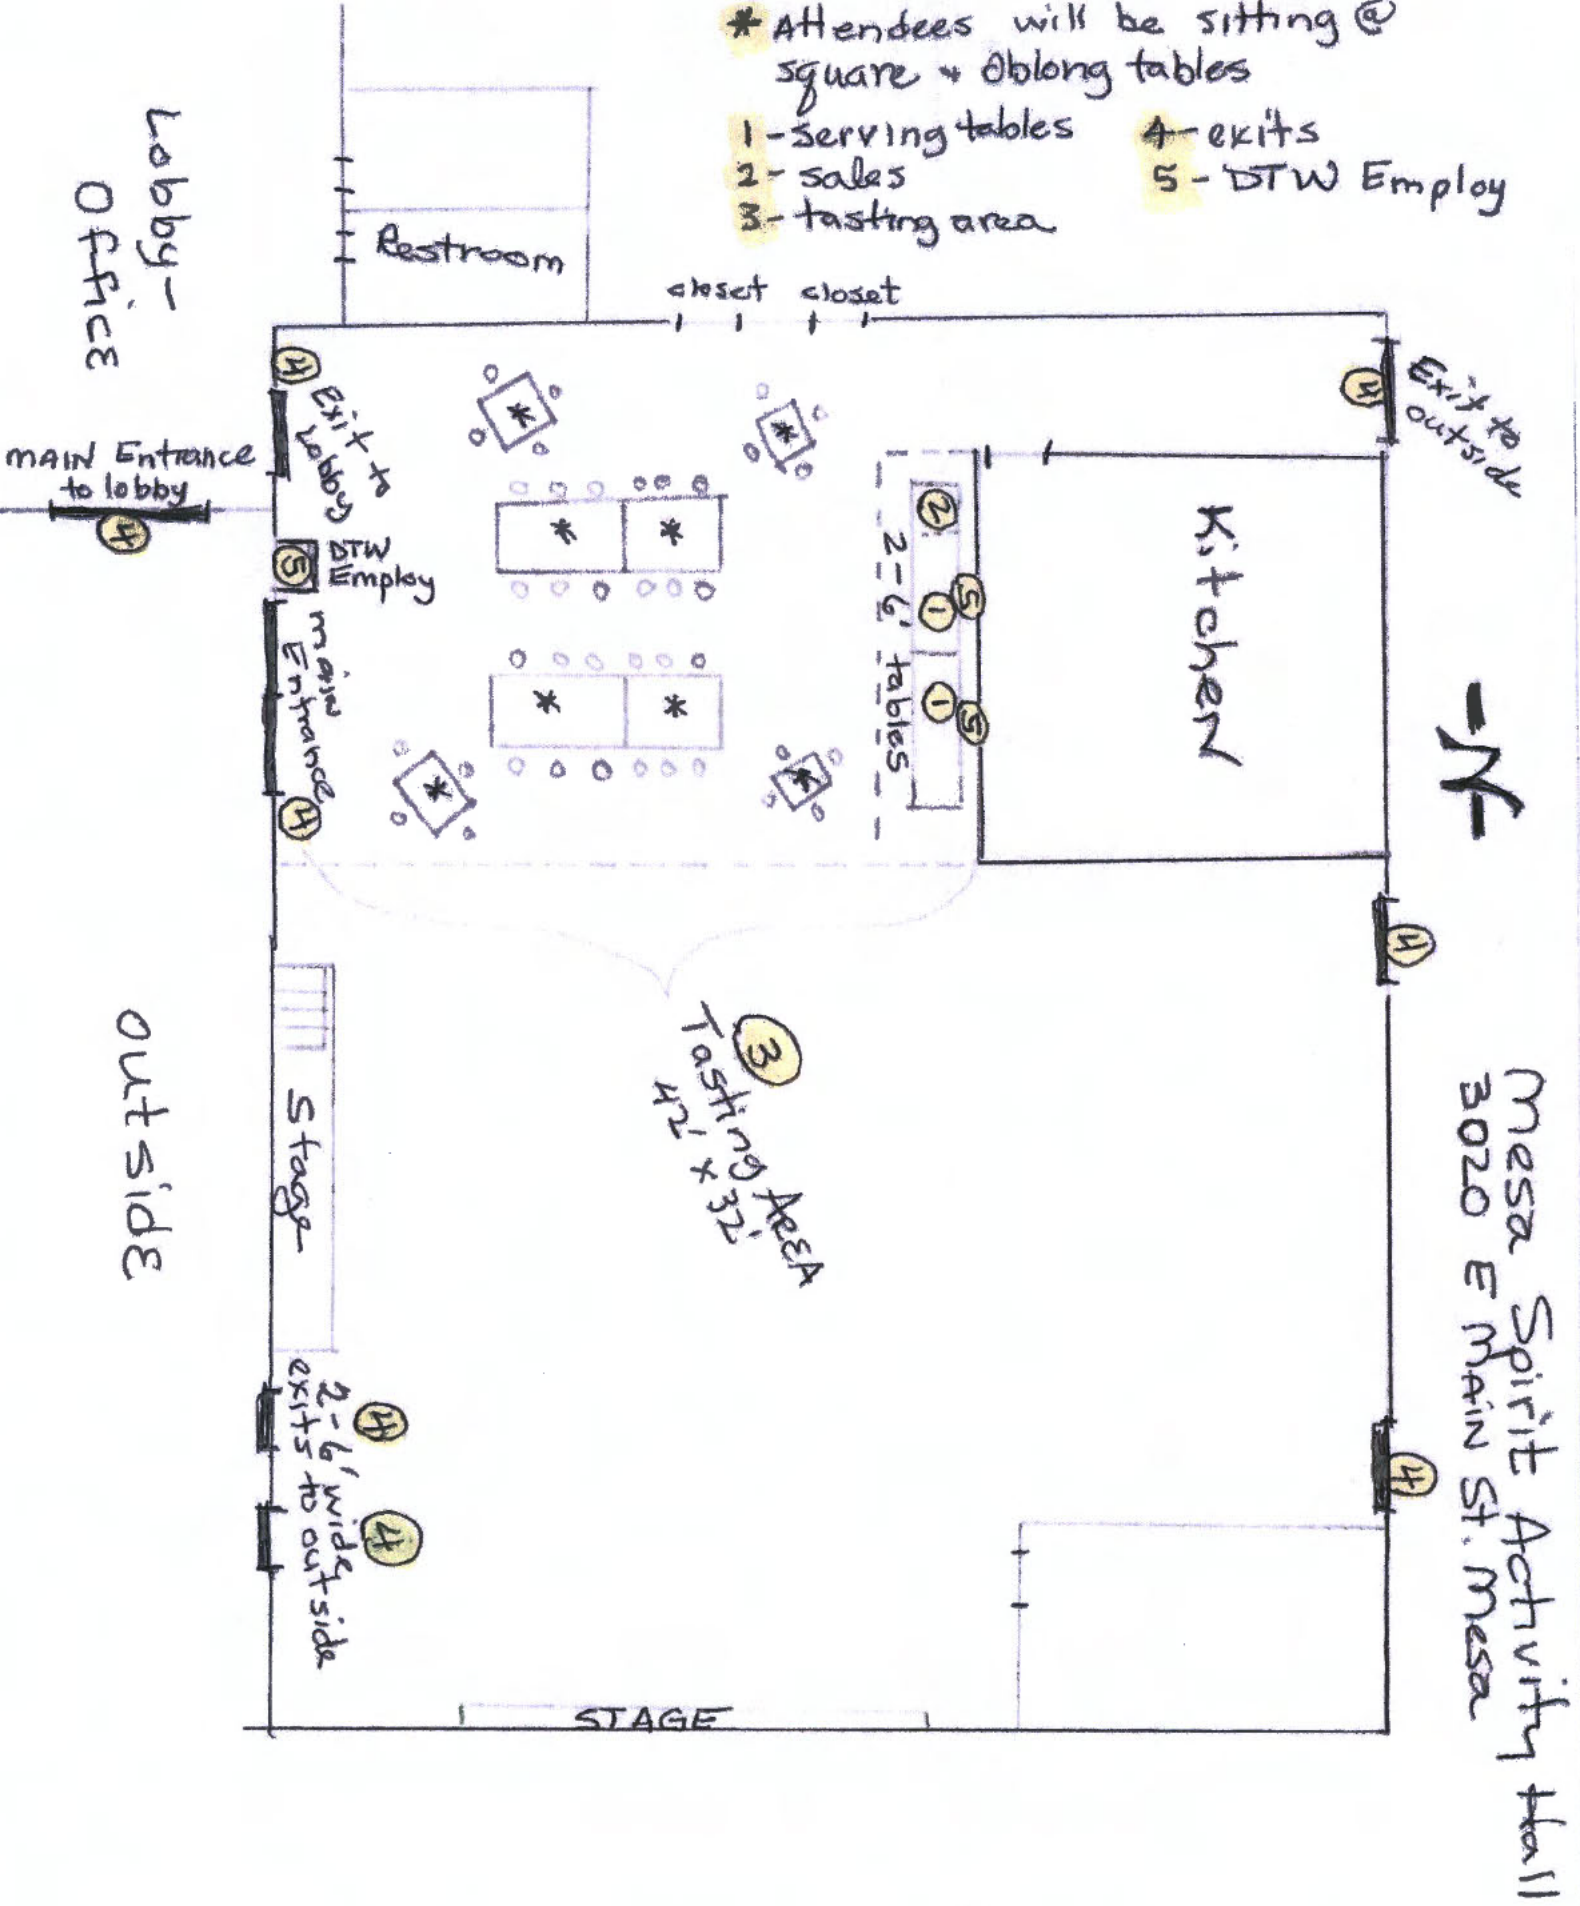 * Attendees will be sitting @
square + oblong tables
1 - serving tables
2 - sales
3 - tasting area
4 - exits
5 - DTW Employ
Lobby -
Office
Restroom
closet closet
4
Exit to
lobby
4
Exit to
outside
MAIN Entrance
to lobby
4
5
DTW
Employ
main
Entrance
4
*
*
*
*
*
*
*
*
2
1
1
5
5
2-6' tables
Kitchen
N
4
3
Tasting AREA
42' x 32'
outside
Stage
2-6' wide
exits to outside
4
4
4
STAGE
Mesa Spirit Activity Hall
3020 E MAIN St. Mesa